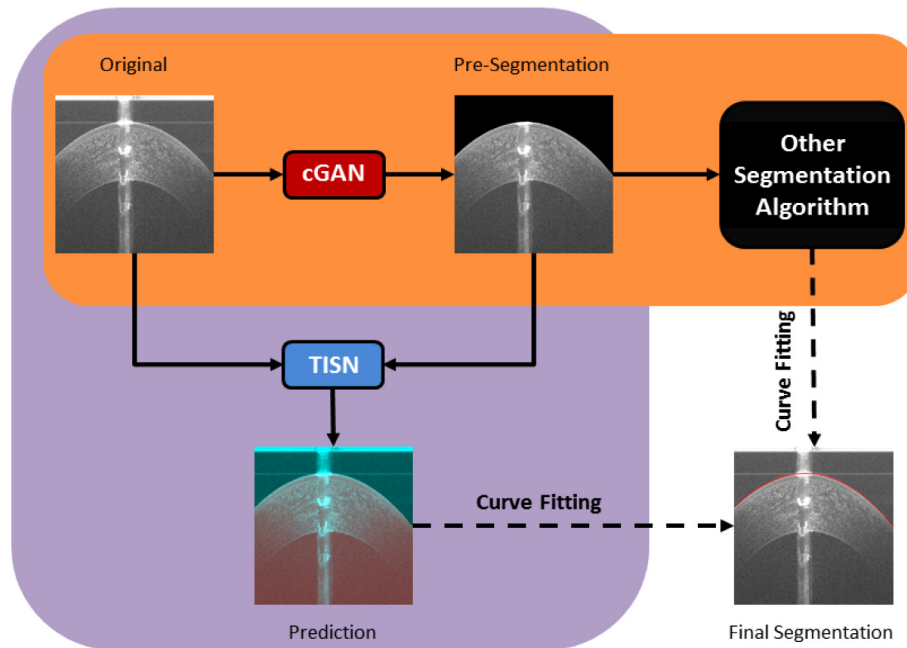 Original
Pre-Segmentation
cGAN
Other
Segmentation
Algorithm
TISN
Curve Fitting
Curve Fitting
Prediction
Final Segmentation